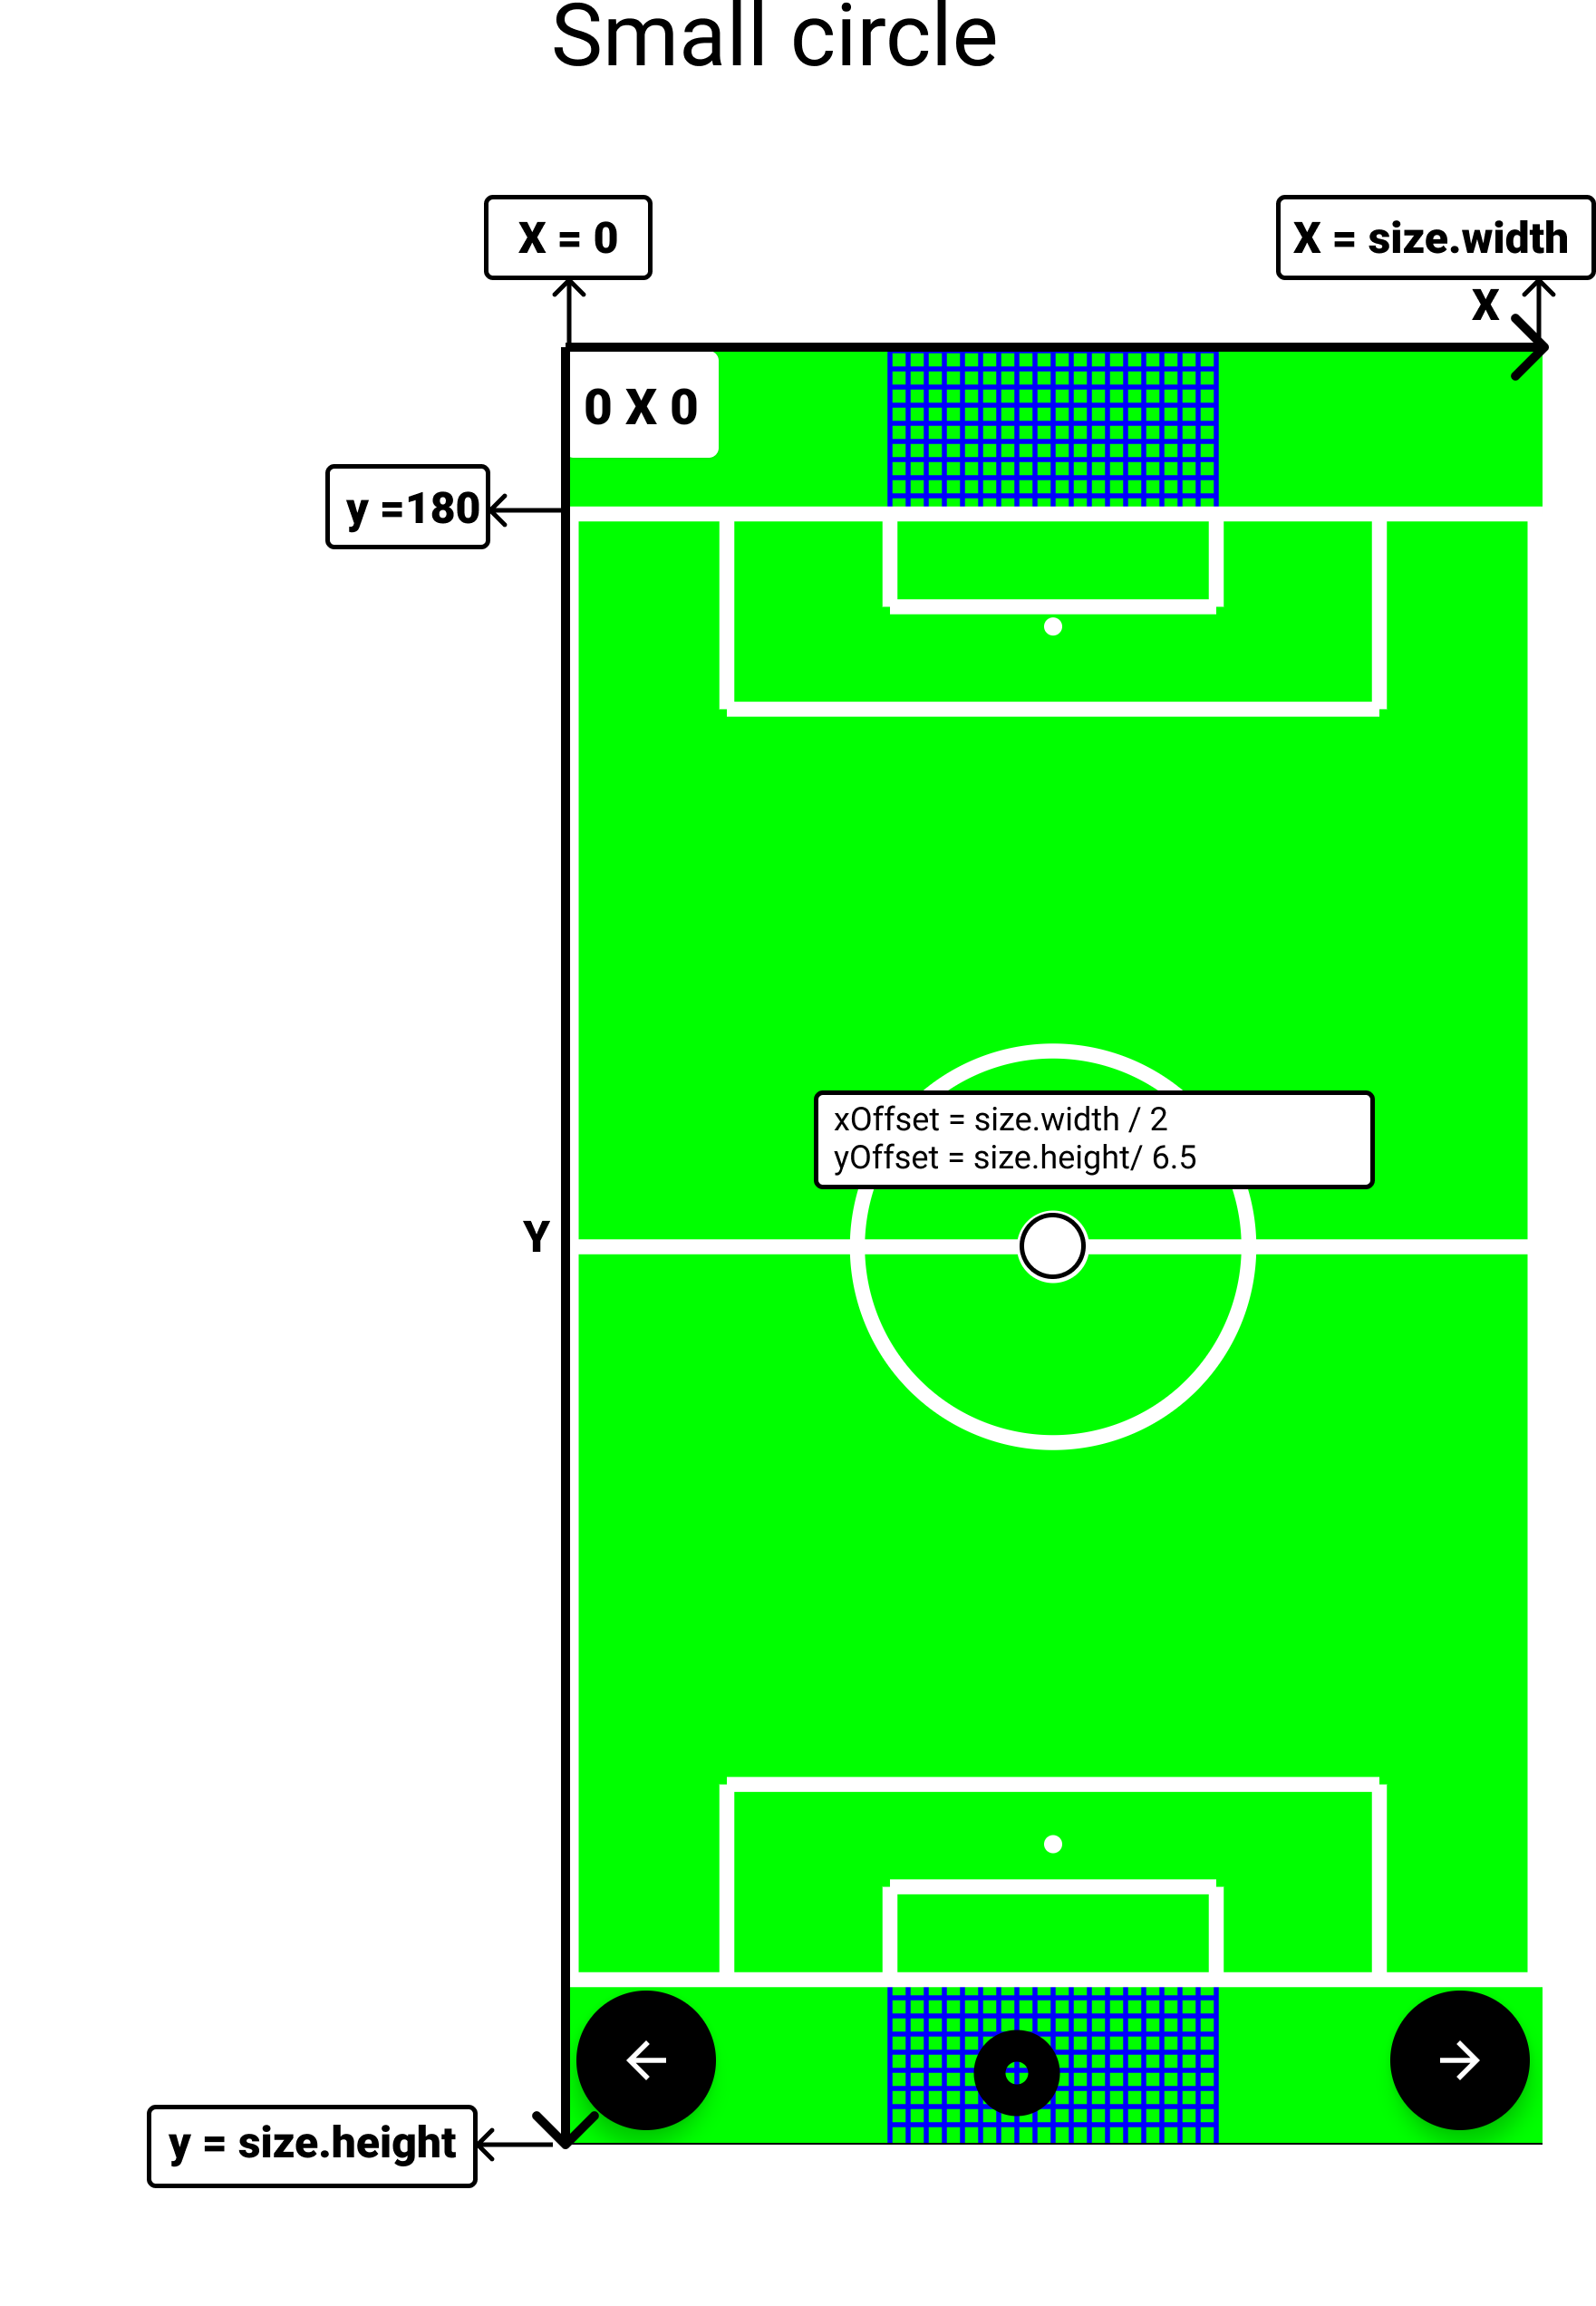 Small circle
X = 0
X = size.width
X
0 X 0
y =180
xOffset = size.width / 2
yOffset = size.height/ 6.5
Y
y = size.height